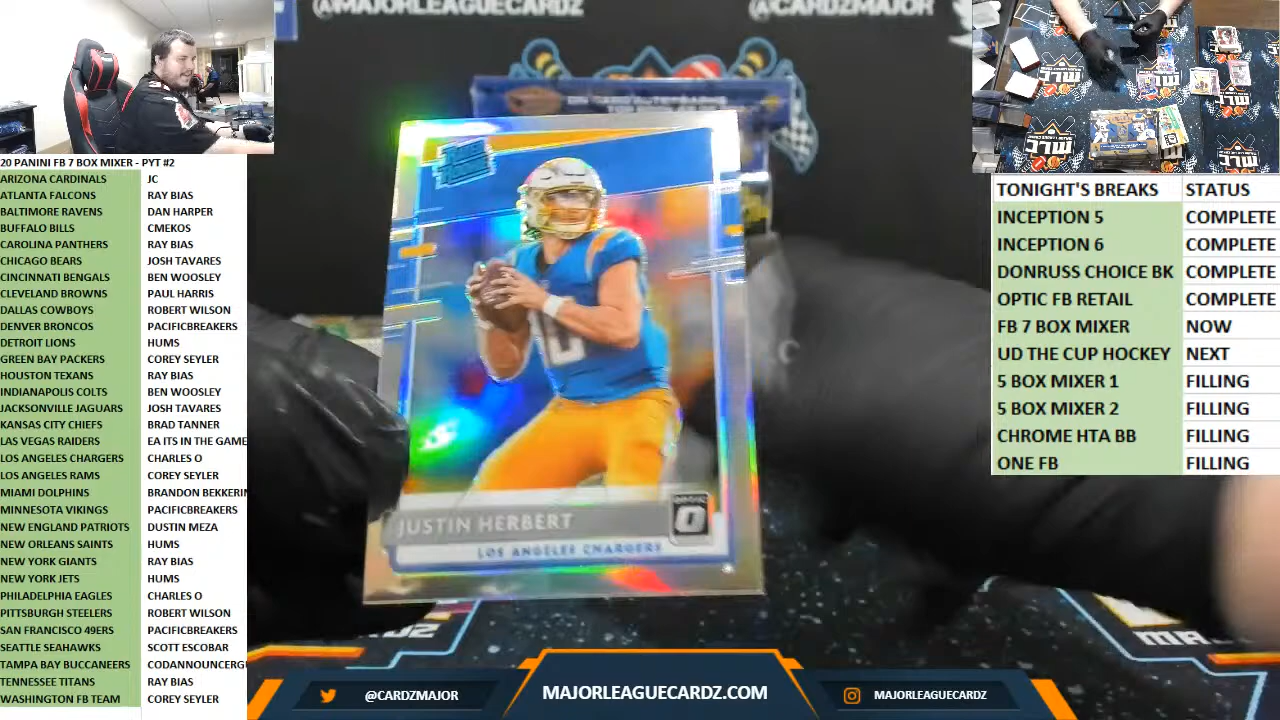 @MAJORLEAGUECARDZ
@CARDZMAJOR
20 PANINI FB 7 BOX MIXER - PYT #2
ARIZONA CARDINALS JC
ATLANTA FALCONS RAY BIAS
BALTIMORE RAVENS DAN HARPER
BUFFALO BILLS CMEKOS
CAROLINA PANTHERS RAY BIAS
CHICAGO BEARS JOSH TAVARES
CINCINNATI BENGALS BEN WOOSLEY
CLEVELAND BROWNS PAUL HARRIS
DALLAS COWBOYS ROBERT WILSON
DENVER BRONCOS PACIFICBREAKERS
DETROIT LIONS HUMS
GREEN BAY PACKERS COREY SEYLER
HOUSTON TEXANS RAY BIAS
INDIANAPOLIS COLTS BEN WOOSLEY
JACKSONVILLE JAGUARS JOSH TAVARES
KANSAS CITY CHIEFS BRAD TANNER
LAS VEGAS RAIDERS EA ITS IN THE GAME
LOS ANGELES CHARGERS CHARLES O
LOS ANGELES RAMS COREY SEYLER
MIAMI DOLPHINS BRANDON BEKKERIN
MINNESOTA VIKINGS PACIFICBREAKERS
NEW ENGLAND PATRIOTS DUSTIN MEZA
NEW ORLEANS SAINTS HUMS
NEW YORK GIANTS RAY BIAS
NEW YORK JETS HUMS
PHILADELPHIA EAGLES CHARLES O
PITTSBURGH STEELERS ROBERT WILSON
SAN FRANCISCO 49ERS PACIFICBREAKERS
SEATTLE SEAHAWKS SCOTT ESCOBAR
TAMPA BAY BUCCANEERS CODANNOUNCERG
TENNESSEE TITANS RAY BIAS
WASHINGTON FB TEAM COREY SEYLER
Rated
Rookie
JUSTIN HERBERT
LOS ANGELES CHARGERS
TONIGHT'S BREAKS STATUS
INCEPTION 5 COMPLETE
INCEPTION 6 COMPLETE
DONRUSS CHOICE BK COMPLETE
OPTIC FB RETAIL COMPLETE
FB 7 BOX MIXER NOW
UD THE CUP HOCKEY NEXT
5 BOX MIXER 1 FILLING
5 BOX MIXER 2 FILLING
CHROME HTA BB FILLING
ONE FB FILLING
@CARDZMAJOR
MAJORLEAGUECARDZ.COM
MAJORLEAGUECARDZ